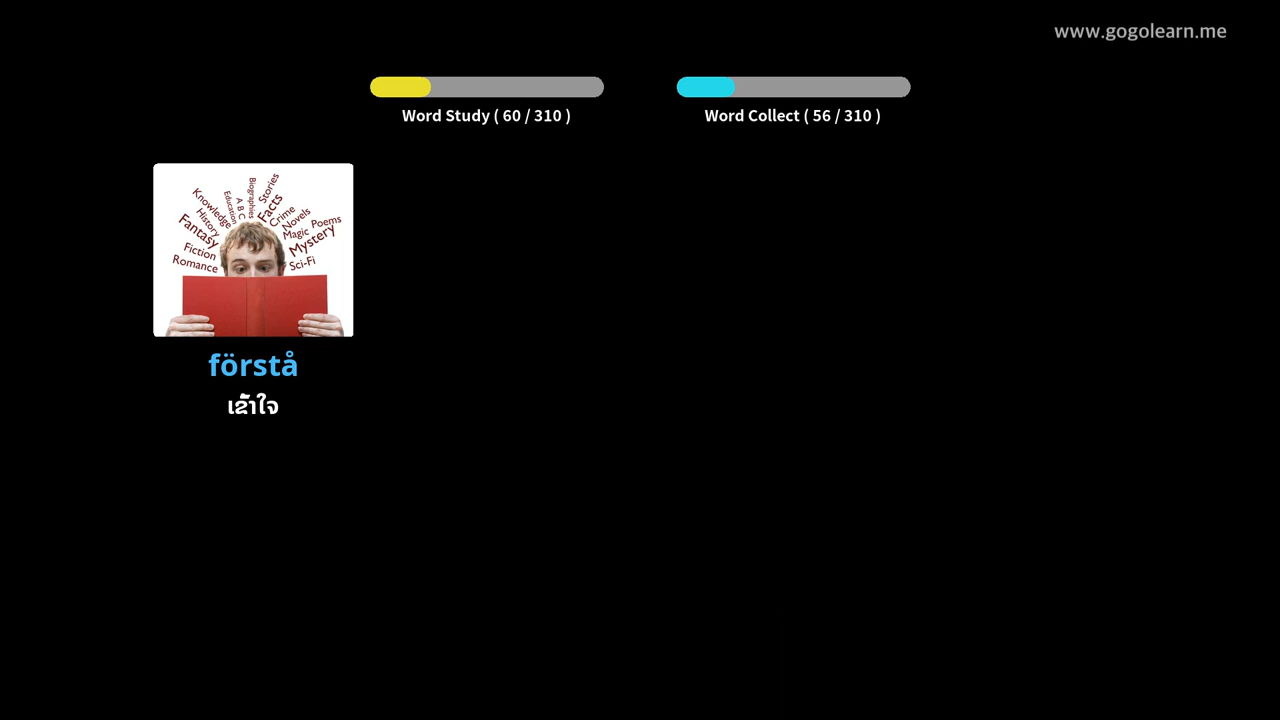 www.gogolearn.me
Word Study ( 60 / 310 )
Word Collect ( 56 / 310 )
Stories
Biographies
Facts
A B C
Education
Knowledge
Crime
History
Novels
Poems
Fantasy
Magic
Mystery
Fiction
Romance
Sci-Fi
förstå
ເຂົ້າໃຈ